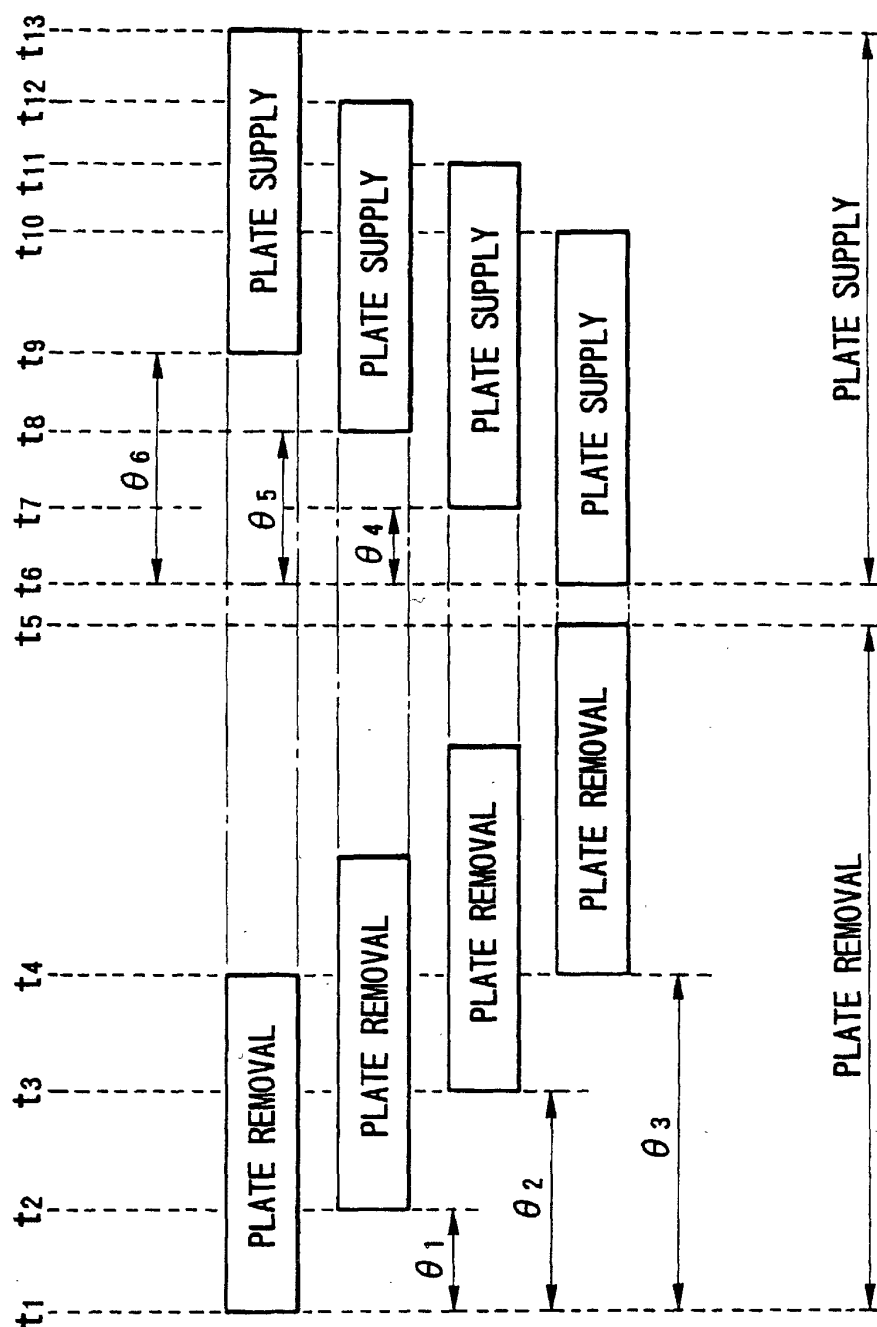 t1 t2 t3 t4 t5 t6 t7 t8 t9 t10 t11 t12 t13
PLATE REMOVAL
PLATE SUPPLY
θ6
PLATE REMOVAL
PLATE SUPPLY
θ5
θ4
PLATE REMOVAL
PLATE SUPPLY
θ1
θ2
PLATE REMOVAL
PLATE SUPPLY
θ3
PLATE REMOVAL
PLATE SUPPLY